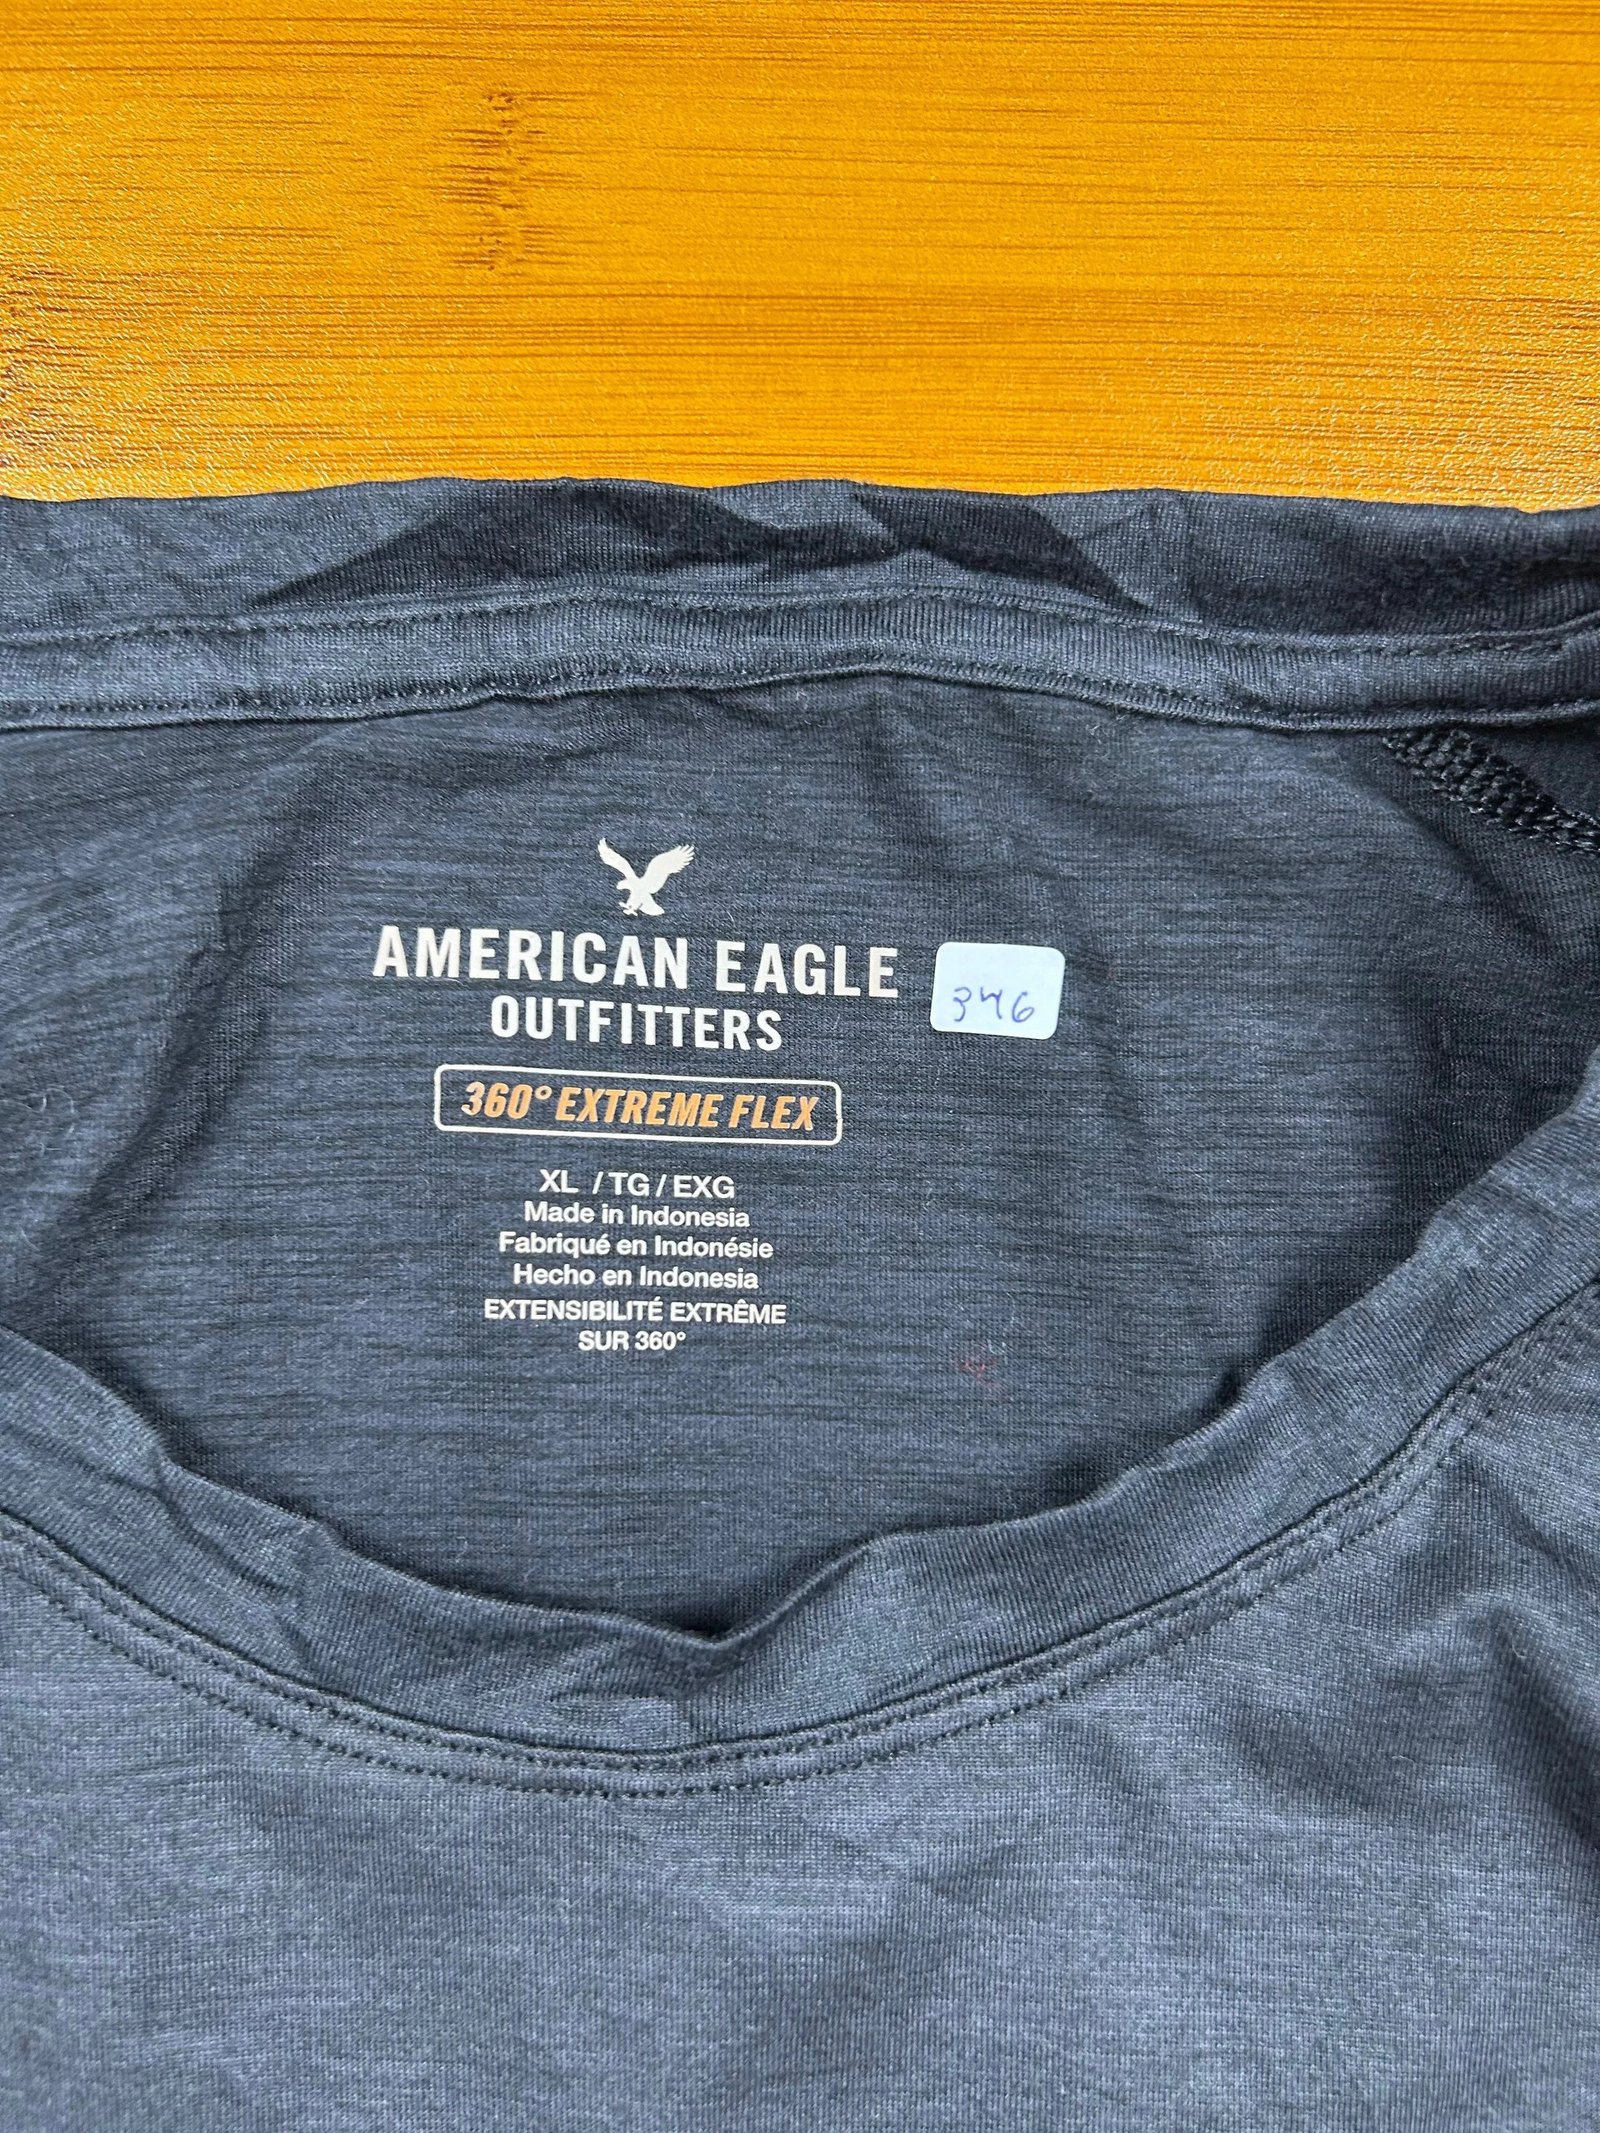 AMERICAN EAGLE
OUTFITTERS
346
360° EXTREME FLEX
XL / TG / EXG
Made in Indonesia
Fabriqué en Indonésie
Hecho en Indonesia
EXTENSIBILITÉ EXTRÊME
SUR 360°